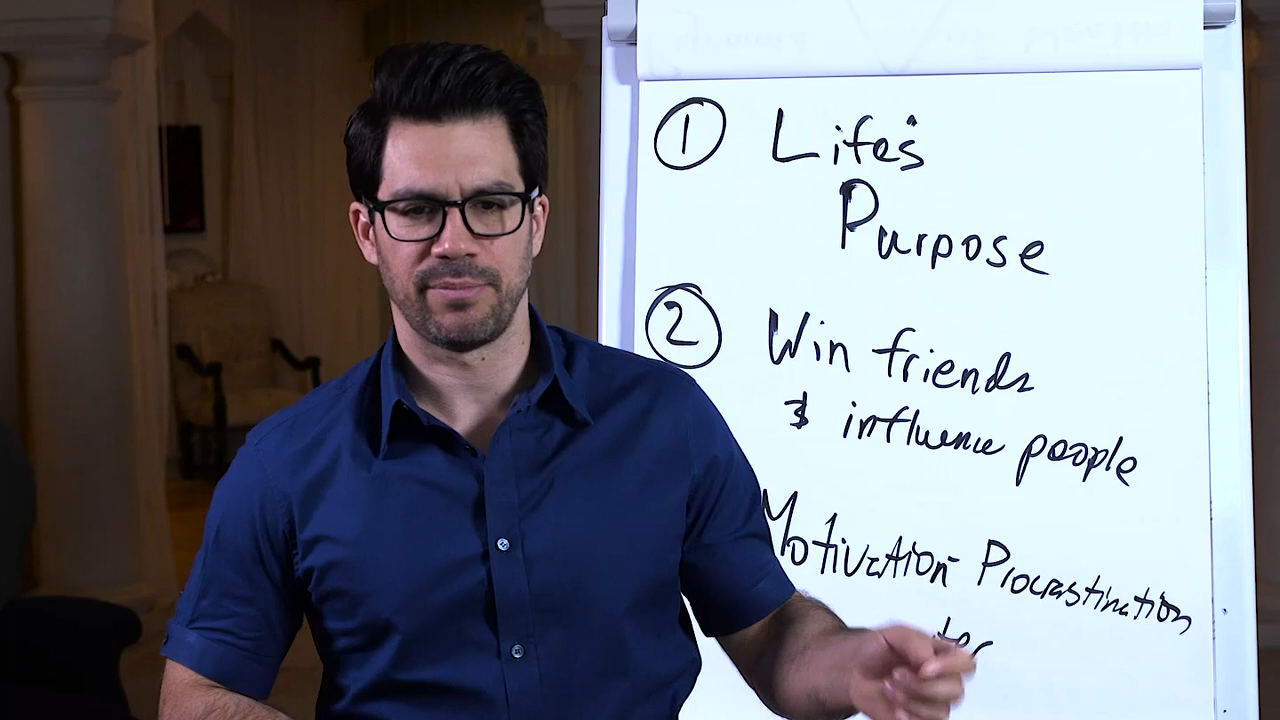 ① Life's
Purpose
② Win friends
& influence people
Motivation Procrastination